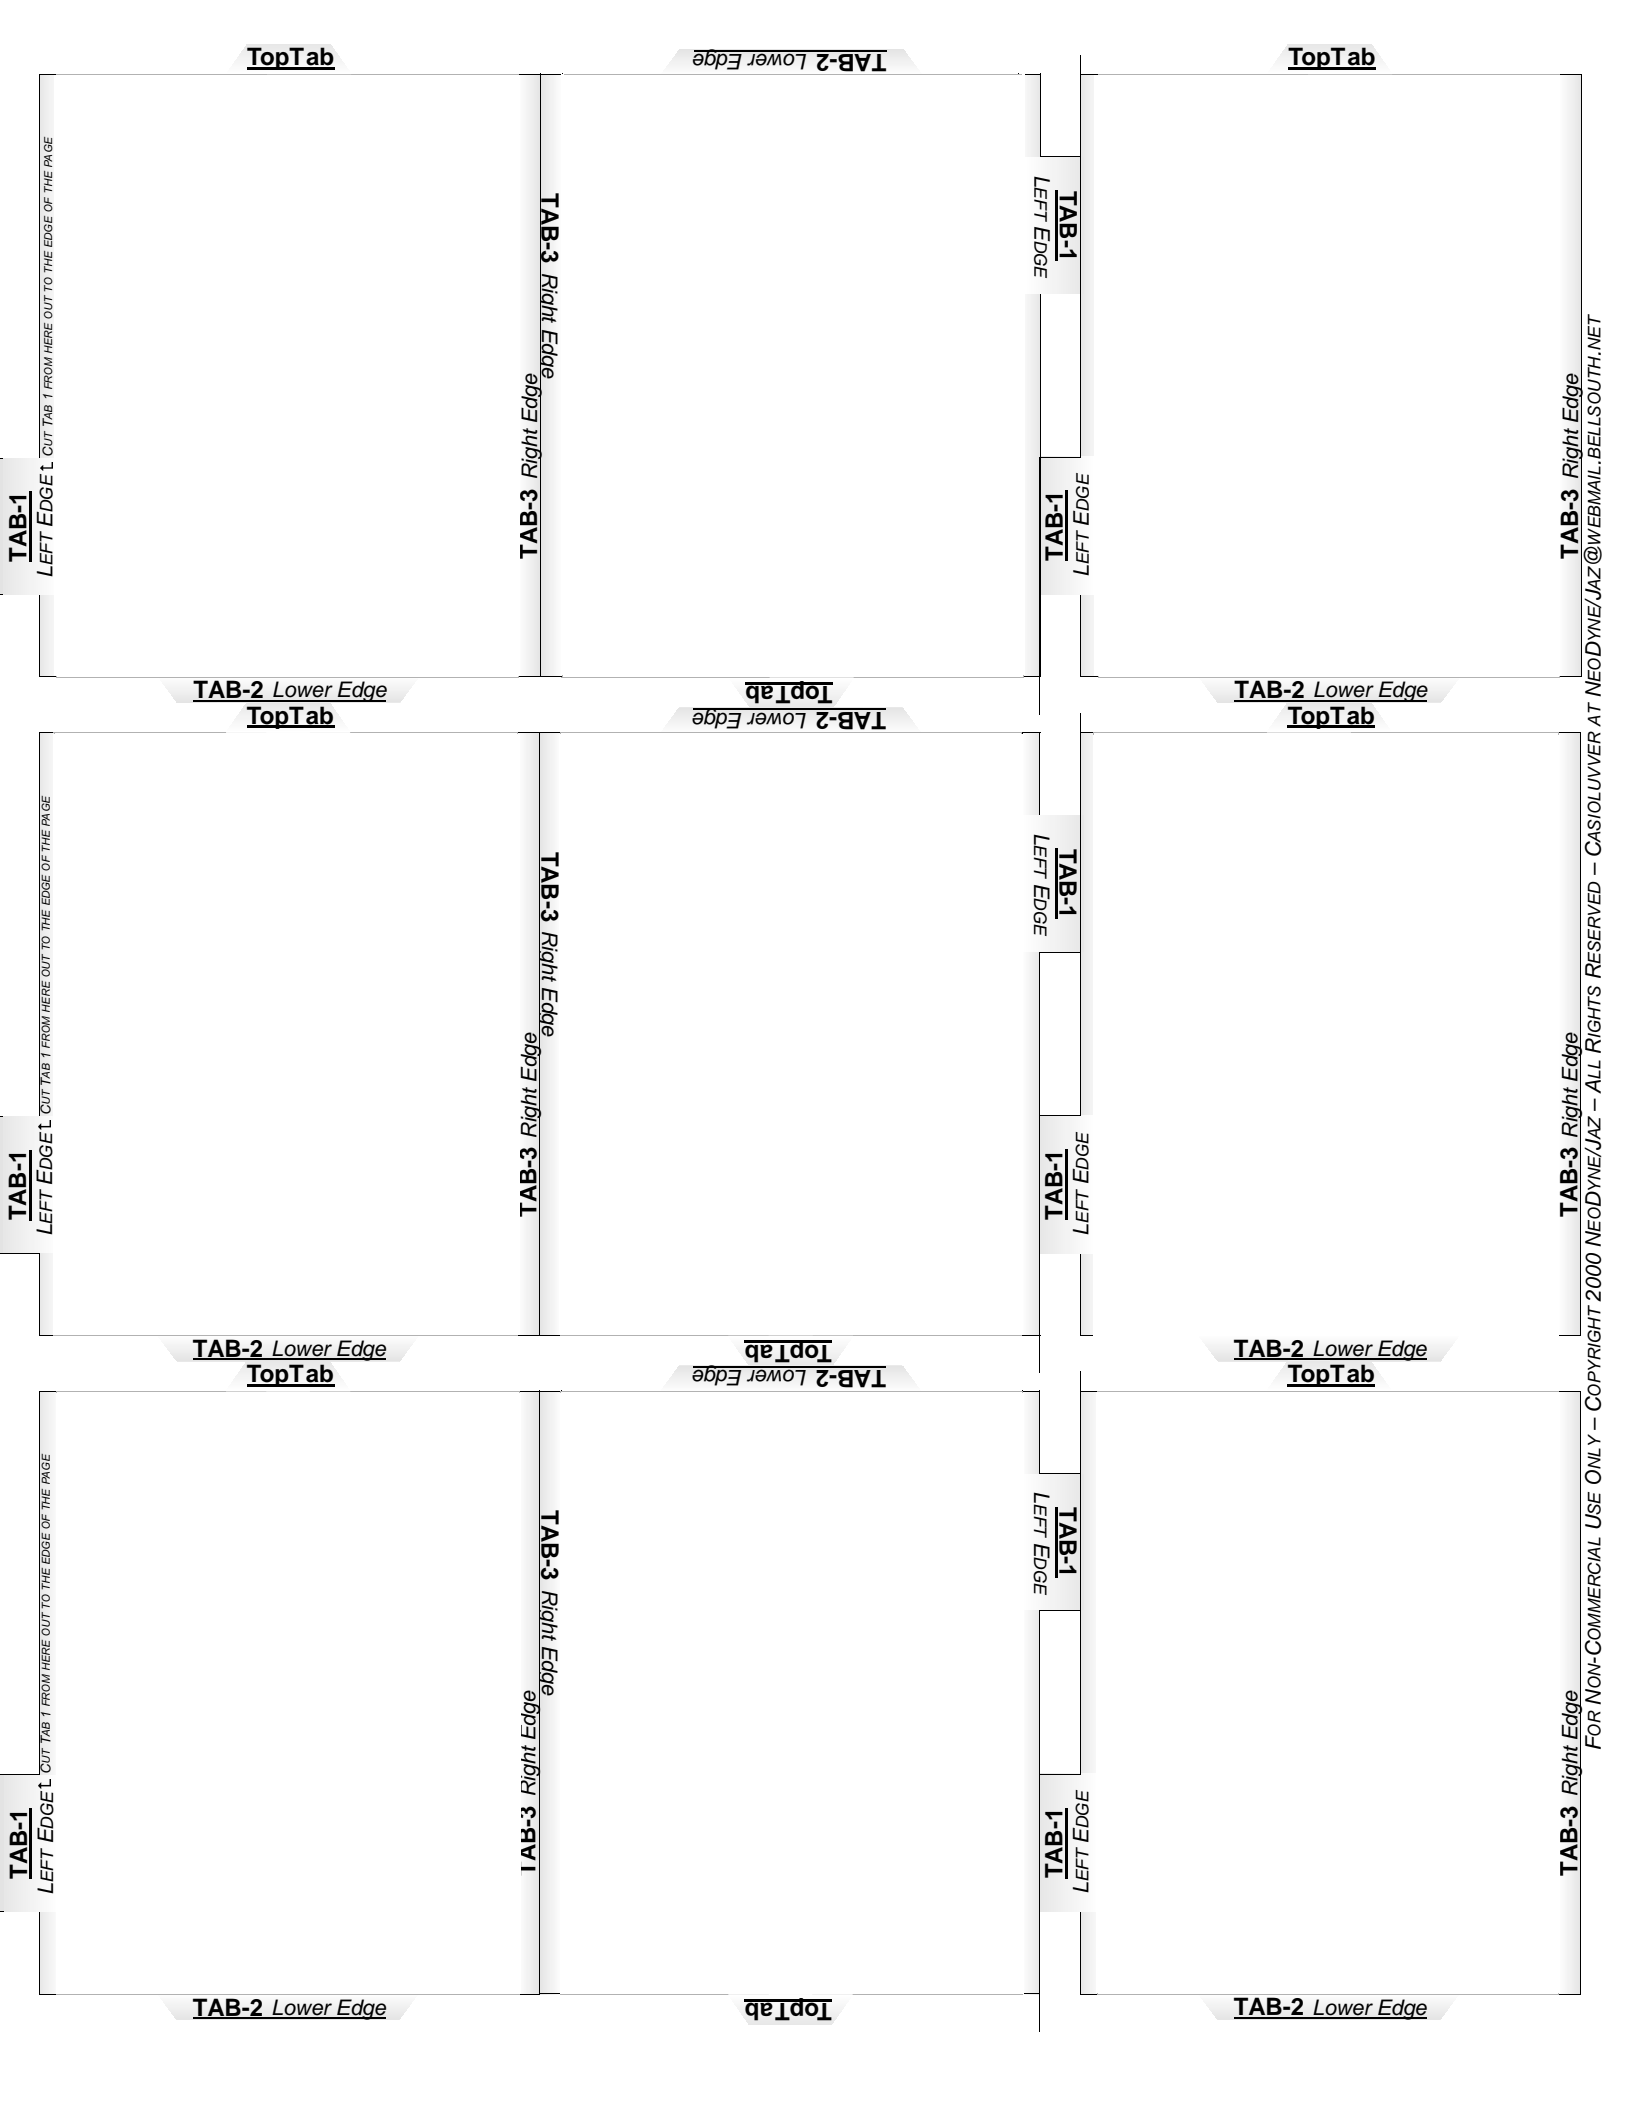 TopTab
TAB-2 Lower Edge
TopTab
CUT TAB 1 FROM HERE OUT TO THE EDGE OF THE PAGE
TAB-1
LEFT EDGE
TAB-3 Right Edge
TAB-3 Right Edge
TAB-1
LEFT EDGE
TAB-1
LEFT EDGE
TAB-3 Right Edge
TAB-2 Lower Edge
TopTab
TAB-2 Lower Edge
TopTab
TAB-2 Lower Edge
TopTab
CUT TAB 1 FROM HERE OUT TO THE EDGE OF THE PAGE
TAB-1
LEFT EDGE
TAB-3 Right Edge
TAB-3 Right Edge
TAB-1
LEFT EDGE
TAB-1
LEFT EDGE
TAB-3 Right Edge
TAB-2 Lower Edge
TopTab
TAB-2 Lower Edge
TopTab
TAB-2 Lower Edge
TopTab
CUT TAB 1 FROM HERE OUT TO THE EDGE OF THE PAGE
TAB-1
LEFT EDGE
TAB-3 Right Edge
TAB-3 Right Edge
TAB-1
LEFT EDGE
TAB-1
LEFT EDGE
TAB-3 Right Edge
TAB-2 Lower Edge
TopTab
TAB-2 Lower Edge
FOR NON-COMMERCIAL USE ONLY – COPYRIGHT 2000 NEODYNE/JAZ – ALL RIGHTS RESERVED – CASIOLUVVER AT NEODYNE/JAZ@WEBMAIL.BELLSOUTH.NET